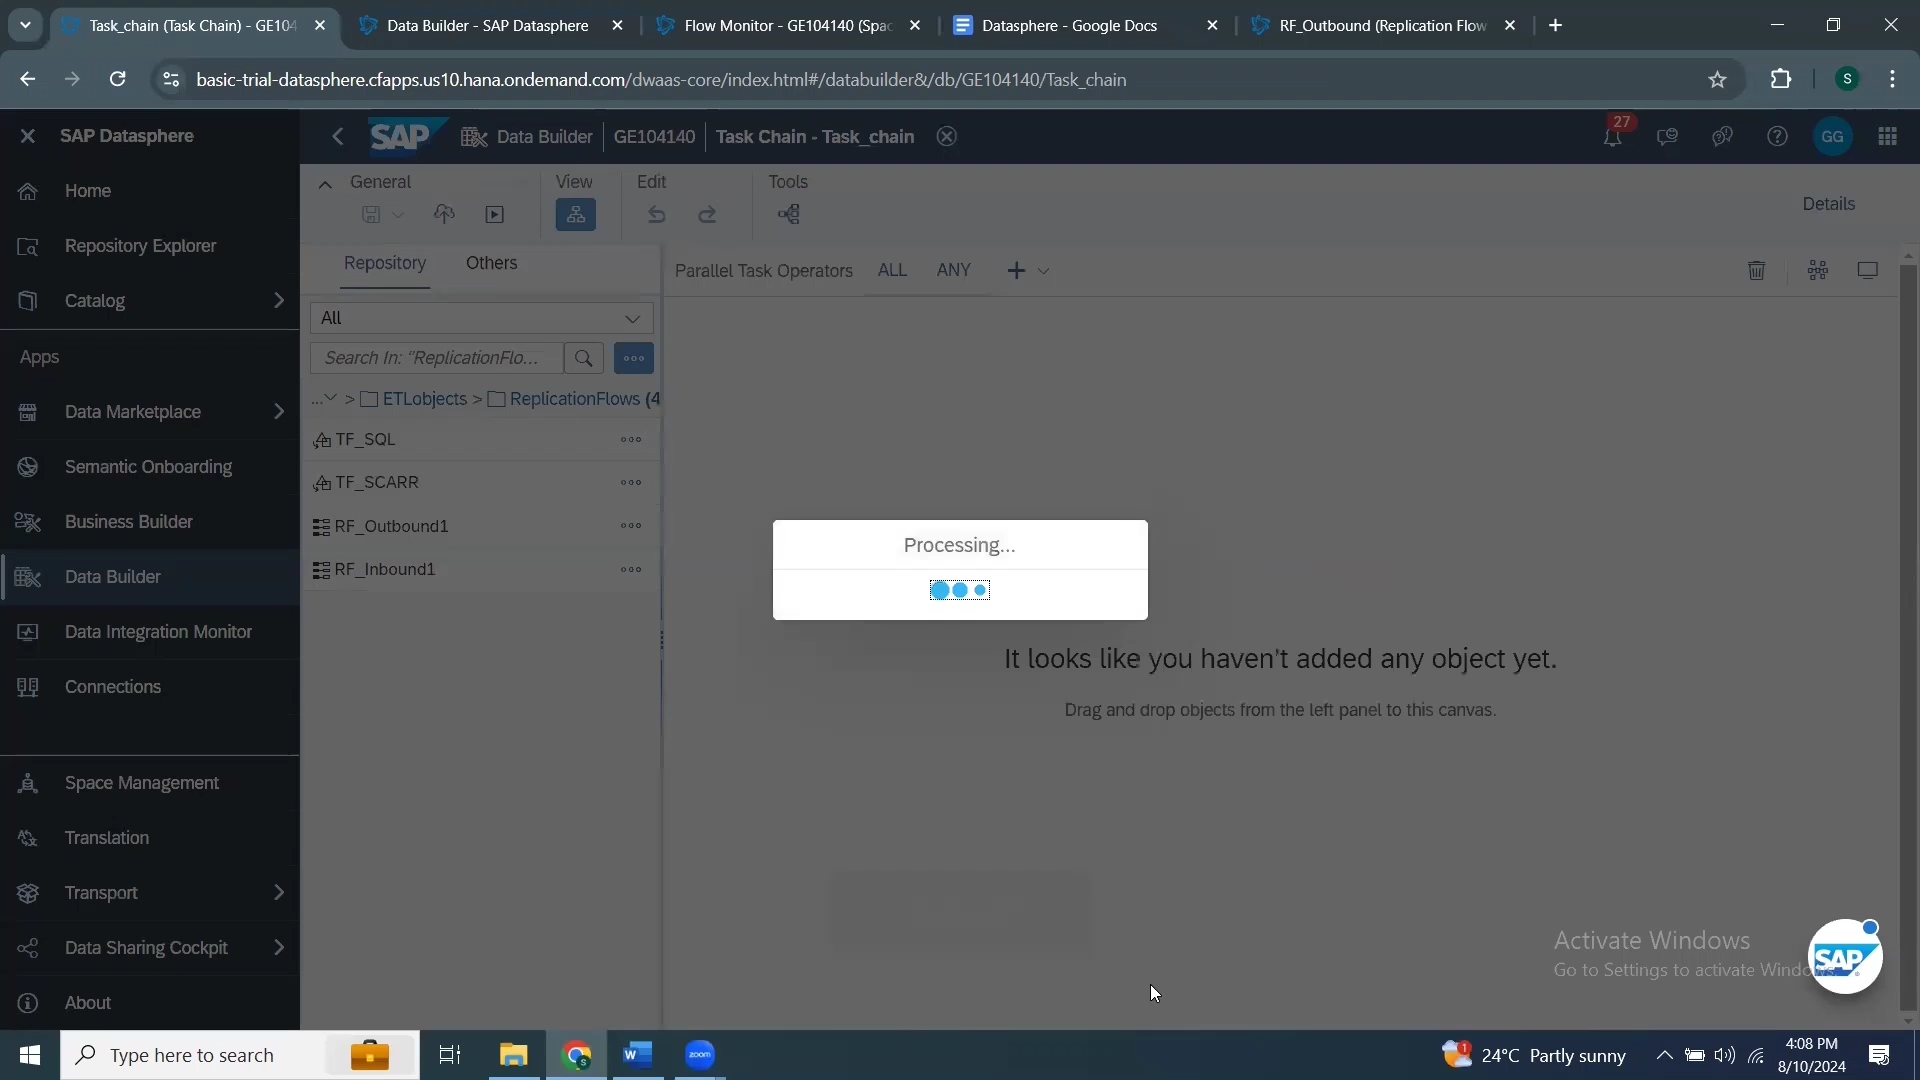 Task_chain (Task Chain) - GE104
Data Builder - SAP Datasphere
Flow Monitor - GE104140 (Spac
Datasphere - Google Docs
RF_Outbound (Replication Flow
basic-trial-datasphere.cfapps.us10.hana.ondemand.com/dwaas-core/index.html#/databuilder&/db/GE104140/Task_chain
S
SAP Datasphere
SAP
Data Builder
GE104140
Task Chain - Task_chain
27
GG
Home
Repository Explorer
Catalog
Apps
Data Marketplace
Semantic Onboarding
Business Builder
Data Builder
Data Integration Monitor
Connections
Space Management
Translation
Transport
Data Sharing Cockpit
About
General
View
Edit
Tools
Details
Repository
Others
All
Search In: "ReplicationFlo...
... > ETLobjects > ReplicationFlows (4
TF_SQL
TF_SCARR
RF_Outbound1
RF_Inbound1
Parallel Task Operators
ALL
ANY
Processing...
It looks like you haven't added any object yet.
Drag and drop objects from the left panel to this canvas.
Activate Windows
Go to Settings to activate Windows.
SAP
Type here to search
zoom
1
24°C Partly sunny
4:08 PM
8/10/2024